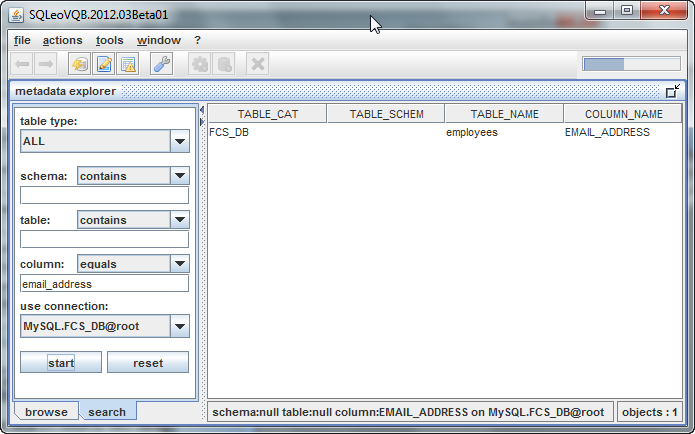 SQLeoVQB.2012.03Beta01
file actions tools window ?
metadata explorer
table type:
ALL
schema: contains
table: contains
column: equals
email_address
use connection:
MySQL.FCS_DB@root
start reset
browse search
TABLE_CAT TABLE_SCHEM TABLE_NAME COLUMN_NAME
FCS_DB employees EMAIL_ADDRESS
schema:null table:null column:EMAIL_ADDRESS on MySQL.FCS_DB@root objects : 1